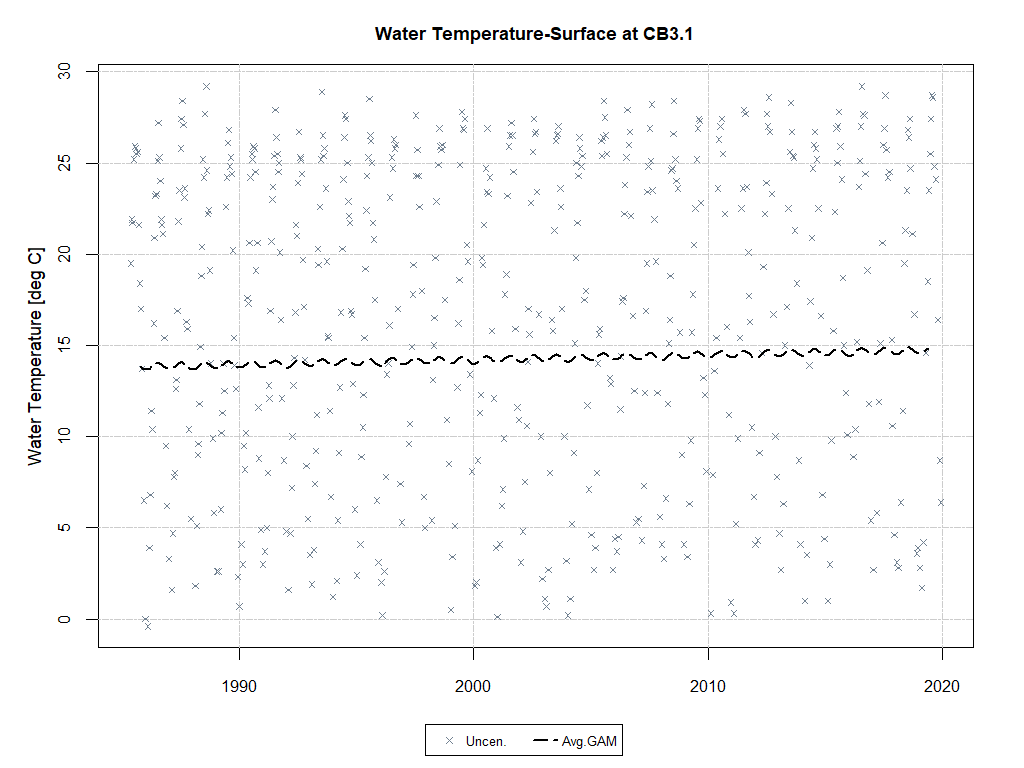 Water Temperature-Surface at CB3.1
Water Temperature [deg C]
30
25
20
15
10
5
0
1990
2000
2010
2020
Uncen.
Avg.GAM